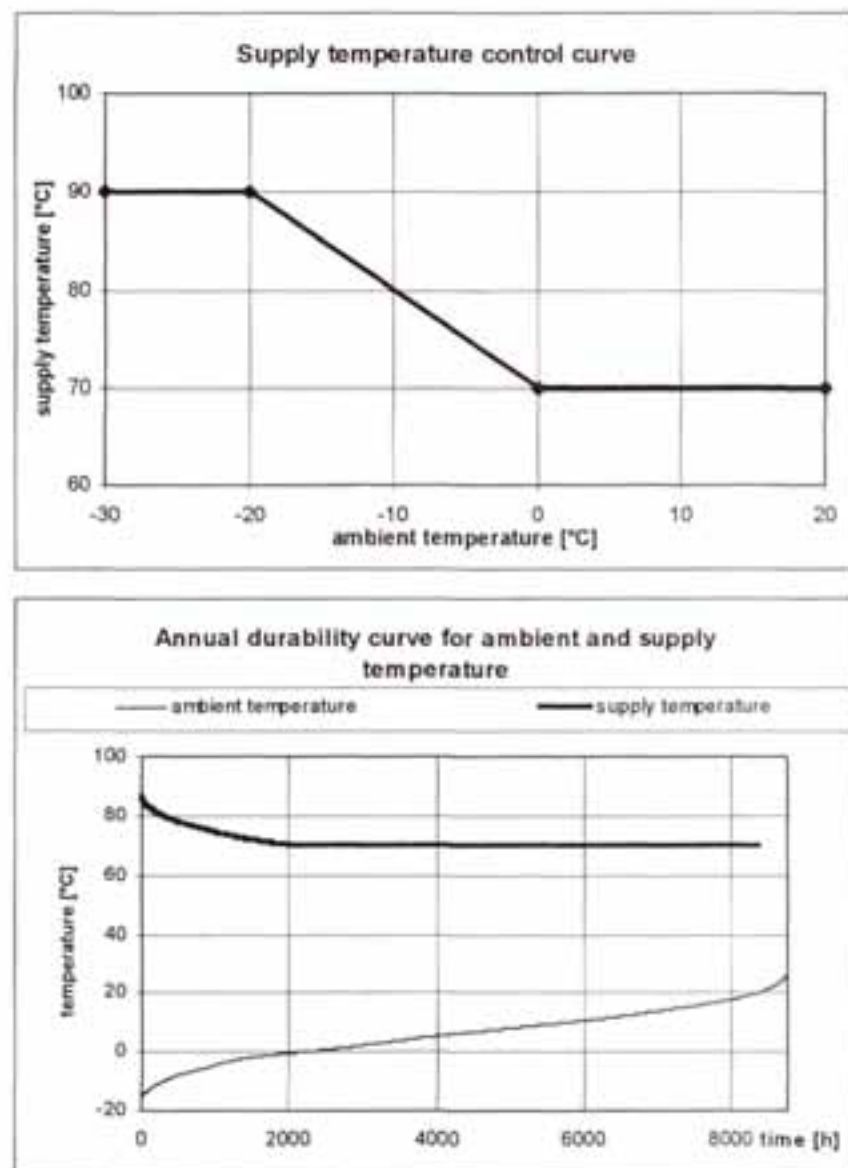 Supply temperature control curve
100
90
80
70
60
supply temperature [°C]
-30 -20 -10 0 10 20
ambient temperature [°C]
Annual durability curve for ambient and supply
temperature
ambient temperature supply temperature
100
80
60
40
20
0
-20
temperature [°C]
0 2000 4000 6000 8000 time [h]